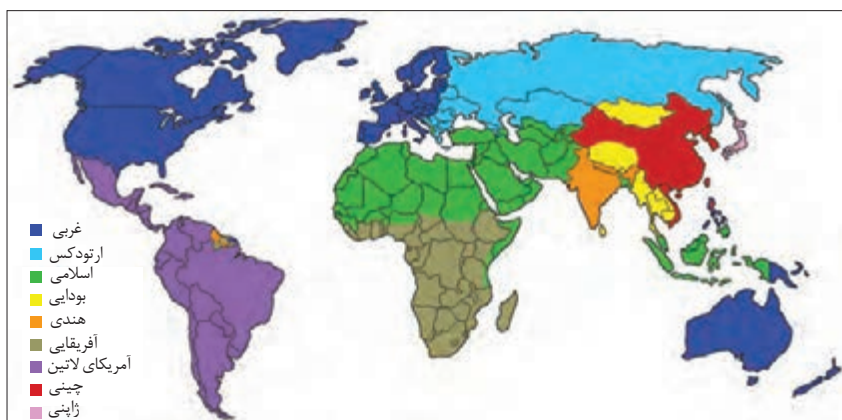 غربی
ارتودکس
اسلامی
بودایی
هندی
آفریقایی
آمریکای لاتین
چینی
ژاپنی